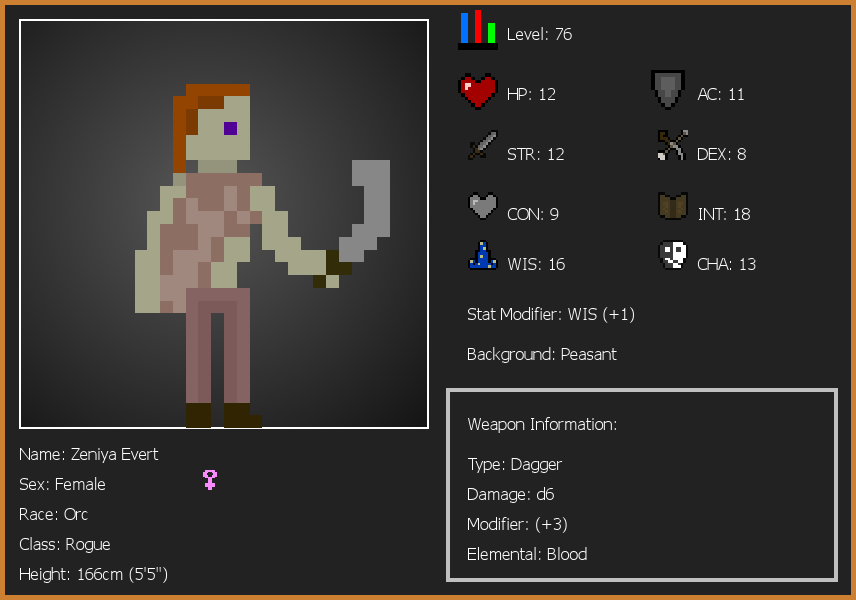 Level: 76
HP: 12
AC: 11
STR: 12
DEX: 8
CON: 9
INT: 18
WIS: 16
CHA: 13
Stat Modifier: WIS (+1)
Background: Peasant
Weapon Information:
Type: Dagger
Damage: d6
Modifier: (+3)
Elemental: Blood
Name: Zeniya Evert
Sex: Female
Race: Orc
Class: Rogue
Height: 166cm (5'5")